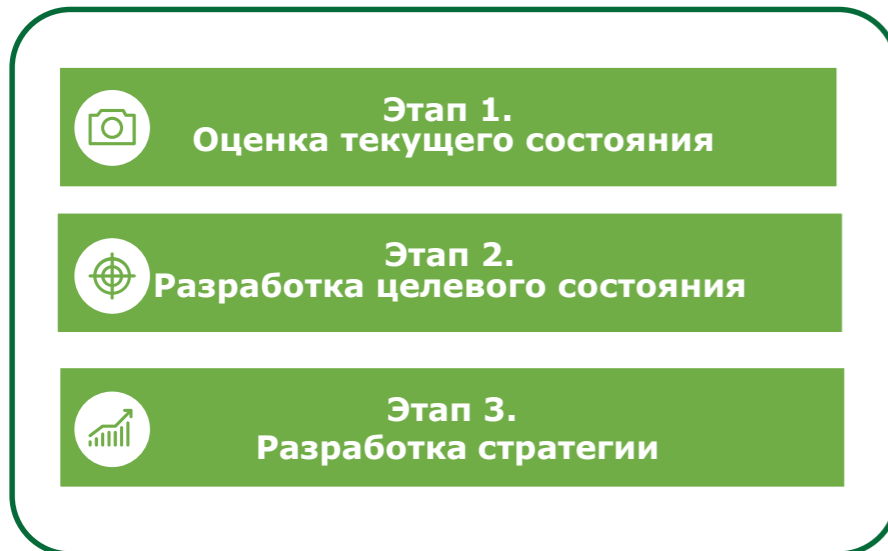 Этап 1.
Оценка текущего состояния
Этап 2.
Разработка целевого состояния
Этап 3.
Разработка стратегии